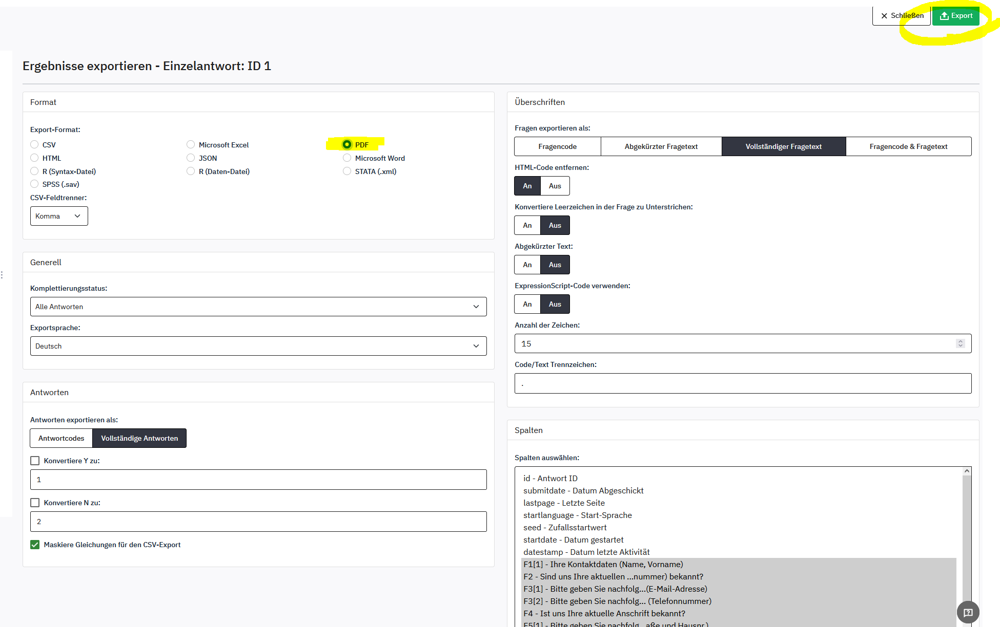 Schließen
Export
Ergebnisse exportieren - Einzelantwort: ID 1
Format
Export-Format:
CSV
Microsoft Excel
PDF
HTML
JSON
Microsoft Word
R (Syntax-Datei)
R (Daten-Datei)
STATA (.xml)
SPSS (.sav)
CSV-Feldtrenner:
Komma
Generell
Komplettierungsstatus:
Alle Antworten
Exportsprache:
Deutsch
Antworten
Antworten exportieren als:
Antwortcodes
Vollständige Antworten
Konvertiere Y zu:
1
Konvertiere N zu:
2
Maskiere Gleichungen für den CSV-Export
Überschriften
Fragen exportieren als:
Fragencode
Abgekürzter Fragetext
Vollständiger Fragetext
Fragencode & Fragetext
HTML-Code entfernen:
An
Aus
Konvertiere Leerzeichen in der Frage zu Unterstrichen:
An
Aus
Abgekürzter Text:
An
Aus
ExpressionScript-Code verwenden:
An
Aus
Anzahl der Zeichen:
15
Code/Text Trennzeichen:
.
Spalten
Spalten auswählen:
id - Antwort ID
submitdate - Datum Abgeschickt
lastpage - Letzte Seite
startlanguage - Start-Sprache
seed - Zufallsstartwert
startdate - Datum gestartet
datestamp - Datum letzte Aktivität
F1[1] - Ihre Kontaktdaten (Name, Vorname)
F2 - Sind uns Ihre aktuellen ...nummer) bekannt?
F3[1] - Bitte geben Sie nachfolg...(E-Mail-Adresse)
F3[2] - Bitte geben Sie nachfolg... (Telefonnummer)
F4 - Ist uns Ihre aktuelle Anschrift bekannt?
F5[1] - Bitte geben Sie nachfolg...aße und Hausnr.)